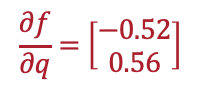 ∂f/∂q = [−0.52
0.56]